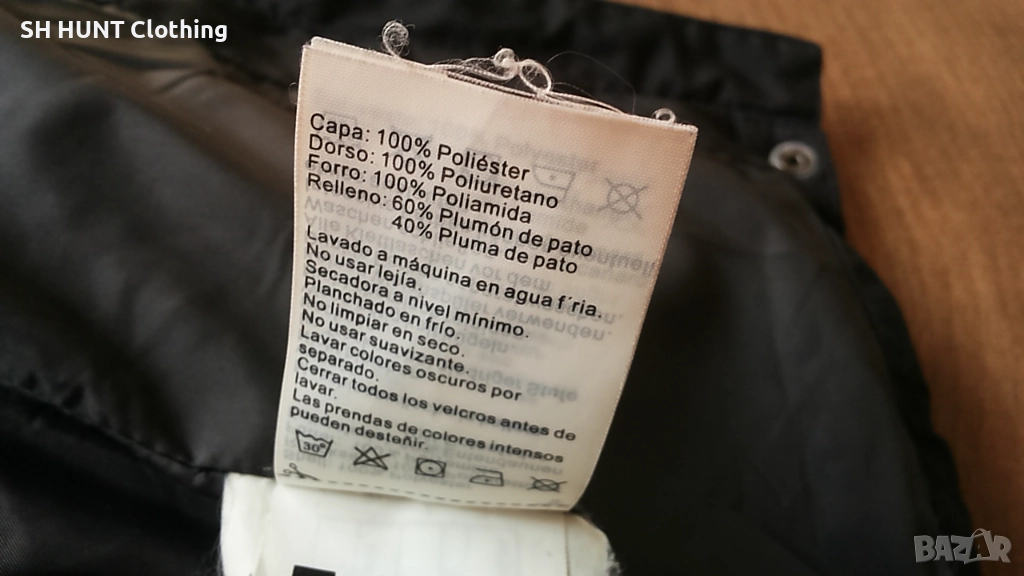 SH HUNT Clothing
Capa: 100% Poliéster
Dorso: 100% Poliuretano
Forro: 100% Poliamida
Relleno: 60% Plumón de pato
40% Pluma de pato
Lavado a máquina en agua f´ria.
No usar lejía.
Secadora a nivel mínimo.
Planchado en frío.
No limpiar en seco.
No usar suavizante.
Lavar colores oscuros por
separado.
Cerrar todos los velcros antes de
lavar.
Las prendas de colores intensos
pueden desteñir.
30°
BAZAR